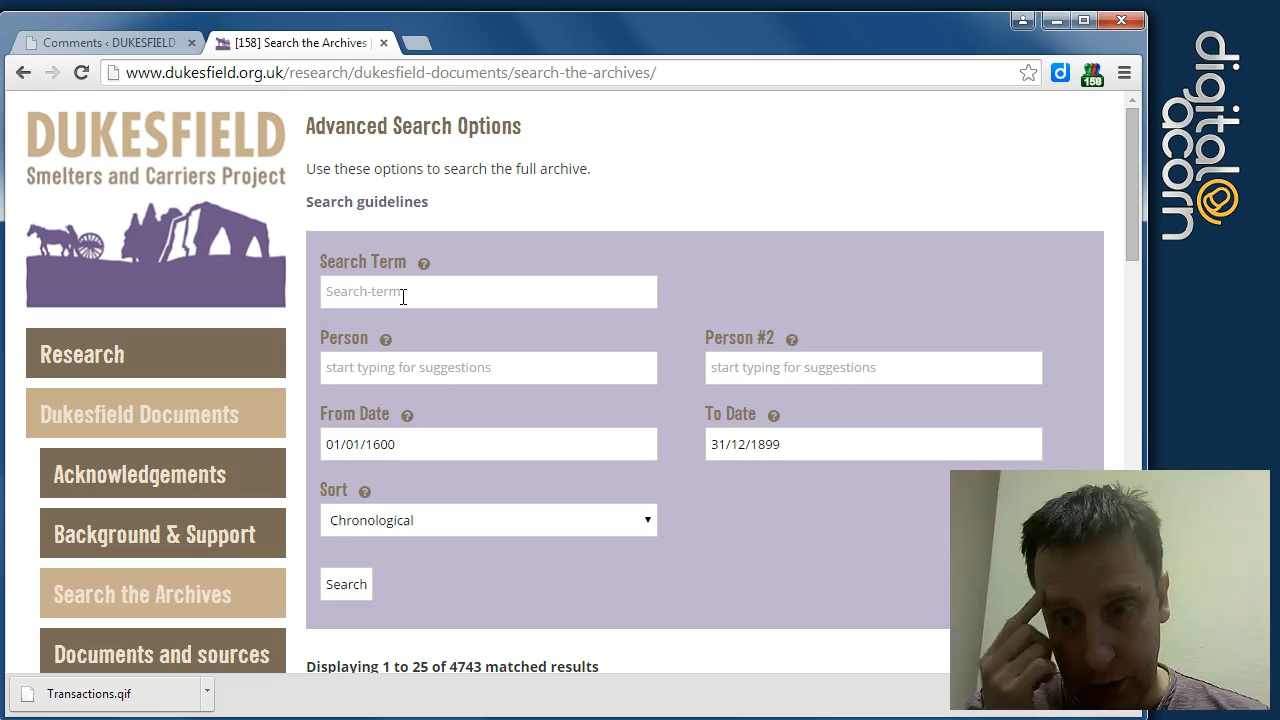 Comments ‹ DUKESFIELD
[158] Search the Archives
www.dukesfield.org.uk/research/dukesfield-documents/search-the-archives/
158
DUKESFIELD
Smelters and Carriers Project
Research
Dukesfield Documents
Acknowledgements
Background & Support
Search the Archives
Documents and sources
Advanced Search Options
Use these options to search the full archive.
Search guidelines
Search Term ?
Search-term
Person ?
start typing for suggestions
Person #2 ?
start typing for suggestions
From Date ?
01/01/1600
To Date ?
31/12/1899
Sort ?
Chronological
Search
Displaying 1 to 25 of 4743 matched results
Transactions.qif
digital
acorn